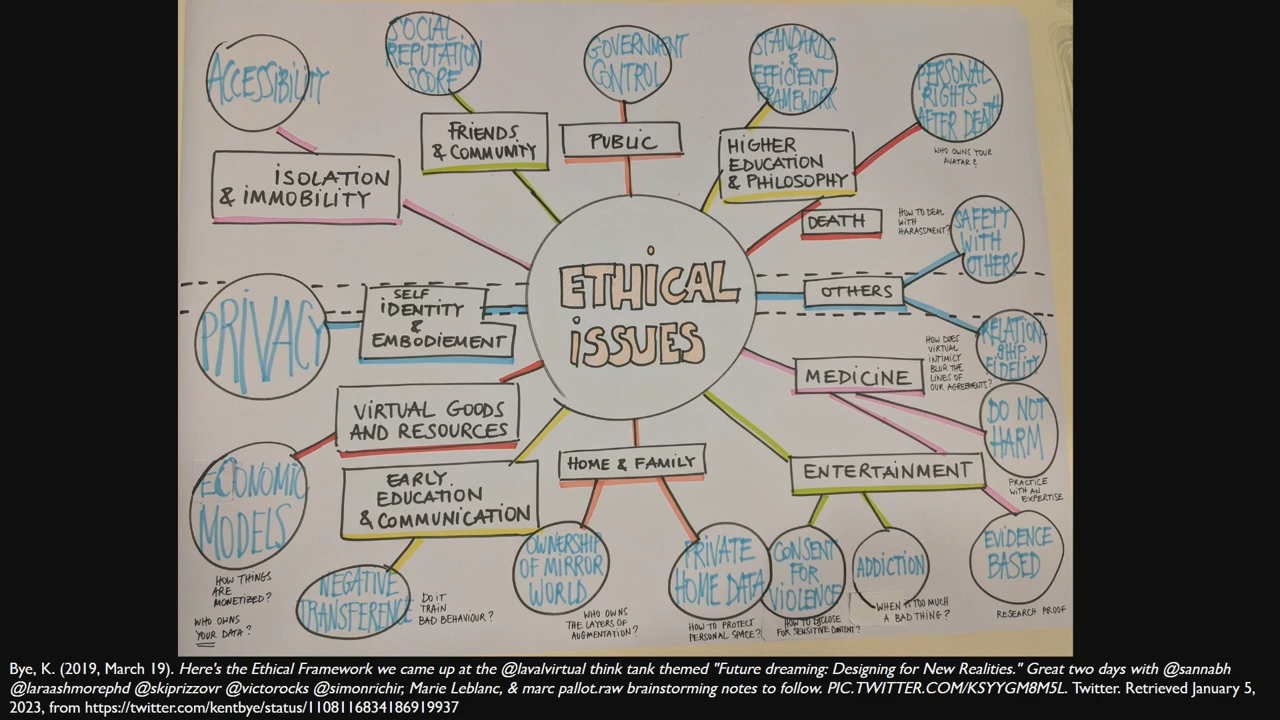 ETHICAL
ISSUES
ACCESSIBILITY
ISOLATION
& IMMOBILITY
SOCIAL
REPUTATION
SCORE
FRIENDS
& COMMUNITY
GOVERNMENT
CONTROL
PUBLIC
STANDARDS
&
EFFICIENT
FRAMEWORK
HIGHER
EDUCATION
& PHILOSOPHY
PERSONAL
RIGHTS
AFTER DEATH
WHO OWNS YOUR
AVATAR?
DEATH
HOW TO DEAL
WITH
HARASSMENT?
SAFETY
WITH
OTHERS
OTHERS
RELATION
SHIP
FIDELITY
HOW DOES
VIRTUAL
INTIMICY
BLUR THE
LINES OF
OUR AGREEMENTS?
MEDICINE
DO NOT
HARM
PRACTICE
WITH AN
EXPERTISE
EVIDENCE
BASED
RESEARCH PROOF
ENTERTAINMENT
ADDICTION
WHEN IS TOO MUCH
A BAD THING?
CONSENT
FOR
VIOLENCE
HOW TO DISCLOSE
FOR SENSITIVE CONTENT?
HOME & FAMILY
PRIVATE
HOME DATA
HOW TO PROTECT
PERSONAL SPACE?
OWNERSHIP
OF MIRROR
WORLD
WHO OWNS
THE LAYERS OF
AUGMENTATION?
EARLY
EDUCATION
& COMMUNICATION
NEGATIVE
TRANSFERENCE
DO IT
TRAIN
BAD BEHAVIOUR?
VIRTUAL GOODS
AND RESOURCES
ECONOMIC
MODELS
HOW THINGS
ARE
MONETIZED?
WHO OWNS
YOUR DATA?
SELF
IDENTITY
&
EMBODIEMENT
PRIVACY
Bye, K. (2019, March 19). Here's the Ethical Framework we came up at the @lavalvirtual think tank themed "Future dreaming: Designing for New Realities." Great two days with @sannabh
@laraashmorephd @skiprizzovr @victorocks @simonrichir, Marie Leblanc, & marc pallot.raw brainstorming notes to follow. PIC.TWITTER.COM/KSYYGM8M5L. Twitter. Retrieved January 5,
2023, from https://twitter.com/kentbye/status/1108116834186919937